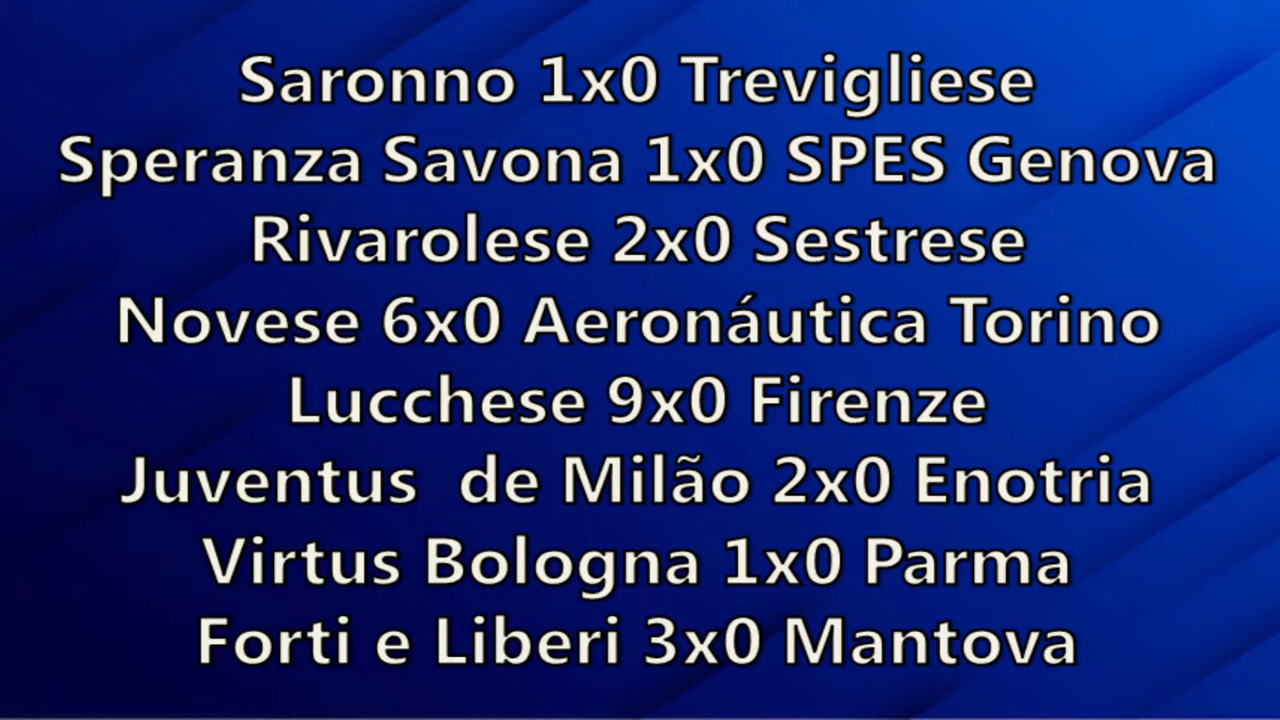 Saronno 1x0 Trevigliese
Speranza Savona 1x0 SPES Genova
Rivarolese 2x0 Sestrese
Novese 6x0 Aeronáutica Torino
Lucchese 9x0 Firenze
Juventus  de Milão 2x0 Enotria
Virtus Bologna 1x0 Parma
Forti e Liberi 3x0 Mantova